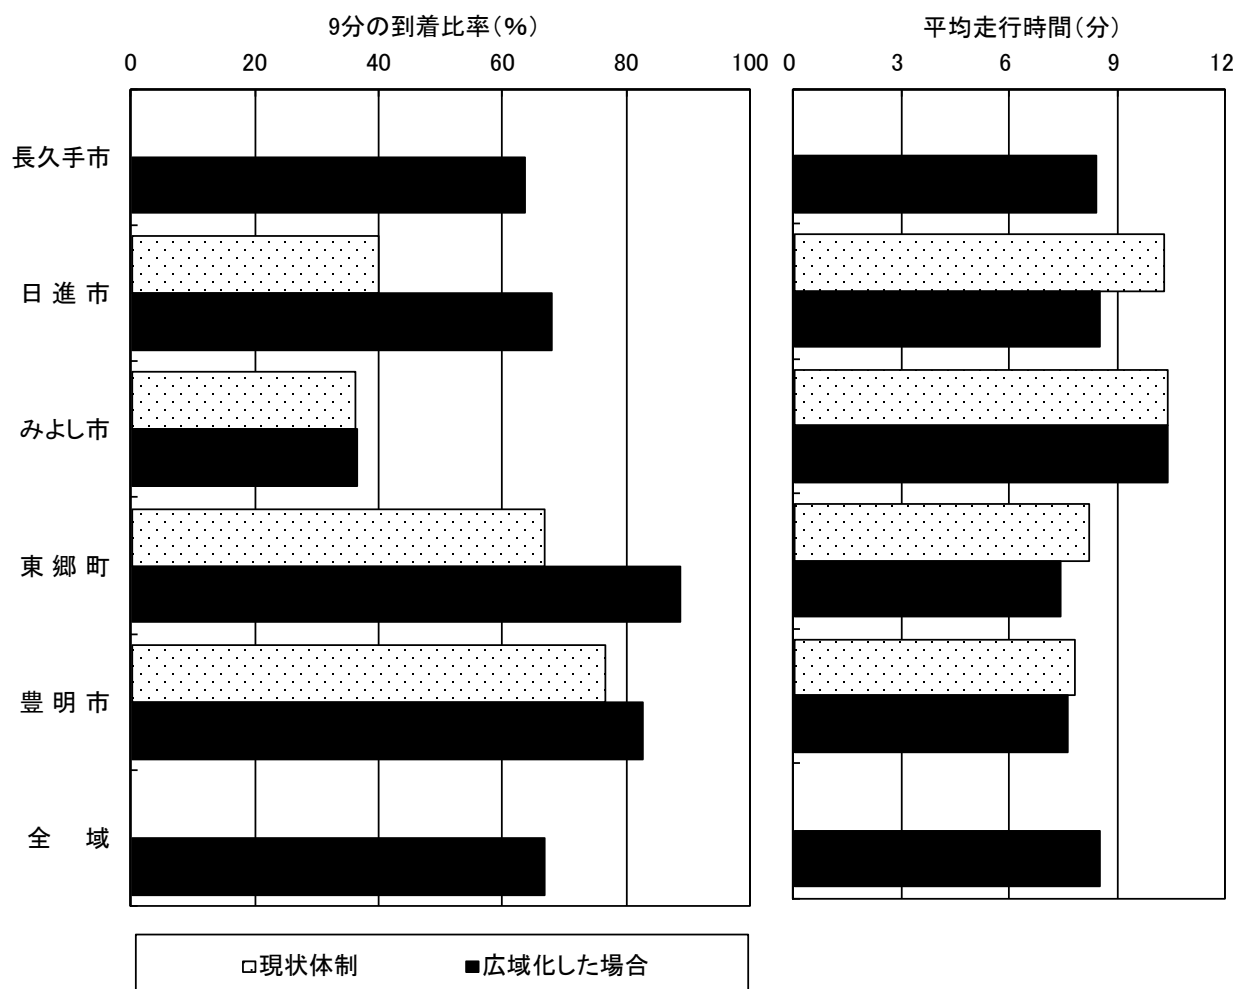 9分の到着比率(%)
平均走行時間(分)
0 20 40 60 80 100
0 3 6 9 12
長久手市
日進市
みよし市
東郷町
豊明市
全域
現状体制 広域化した場合